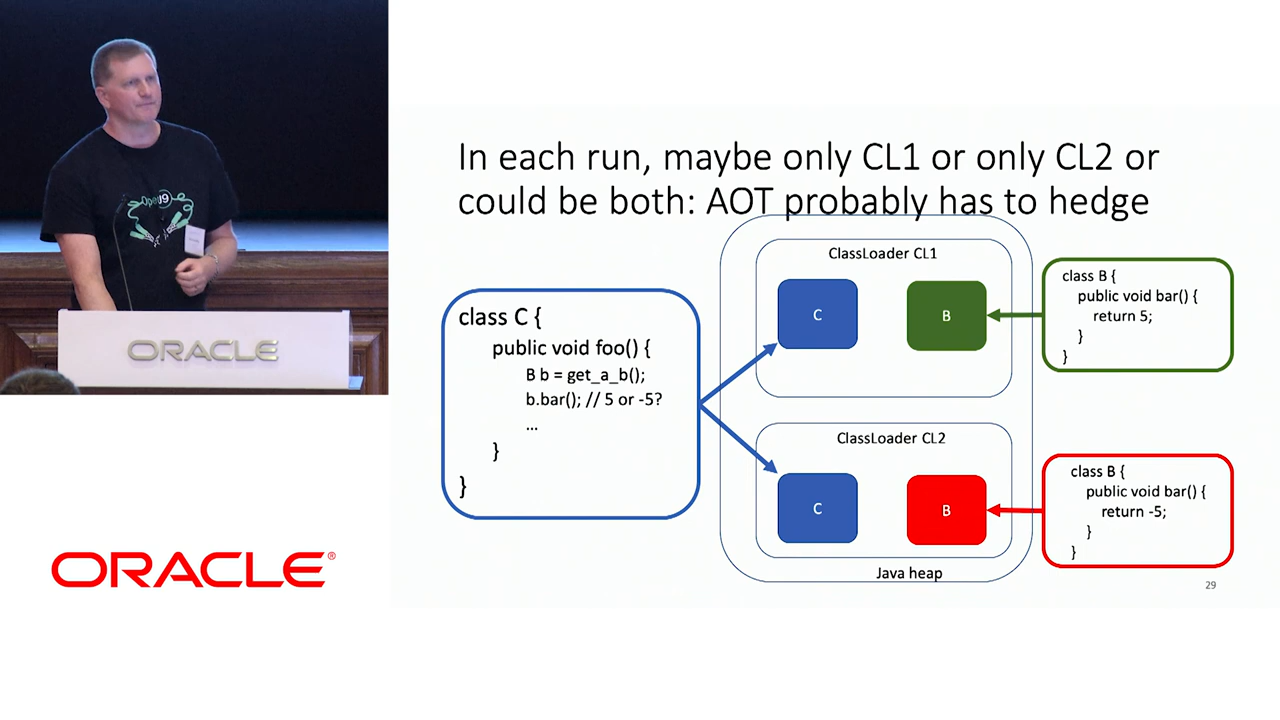 In each run, maybe only CL1 or only CL2 or
could be both: AOT probably has to hedge
class C {
public void foo() {
B b = get_a_b();
b.bar(); // 5 or -5?
...
}
}
ClassLoader CL1
C
B
class B {
public void bar() {
return 5;
}
}
ClassLoader CL2
C
B
class B {
public void bar() {
return -5;
}
}
Java heap
29
ORACLE
ORACLE®